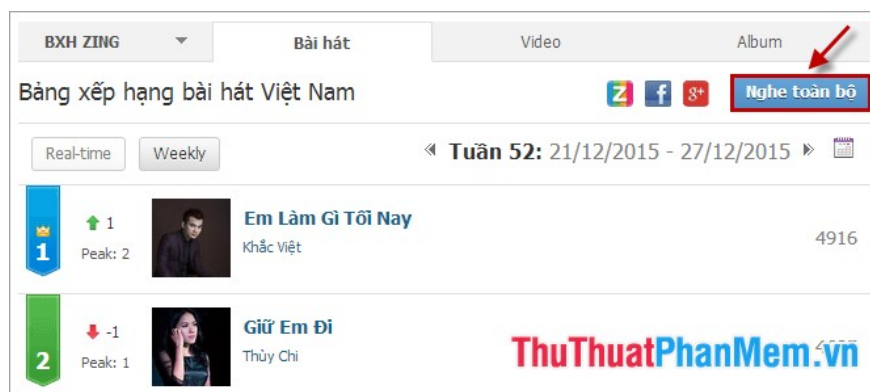 BXH ZING Bài hát Video Album
Bảng xếp hạng bài hát Việt Nam Nghe toàn bộ
Real-time Weekly Tuần 52: 21/12/2015 - 27/12/2015
1
1
Peak: 2
Em Làm Gì Tối Nay
Khắc Việt
4916
2
-1
Peak: 1
Giữ Em Đi
Thùy Chi
ThuThuatPhanMem.vn